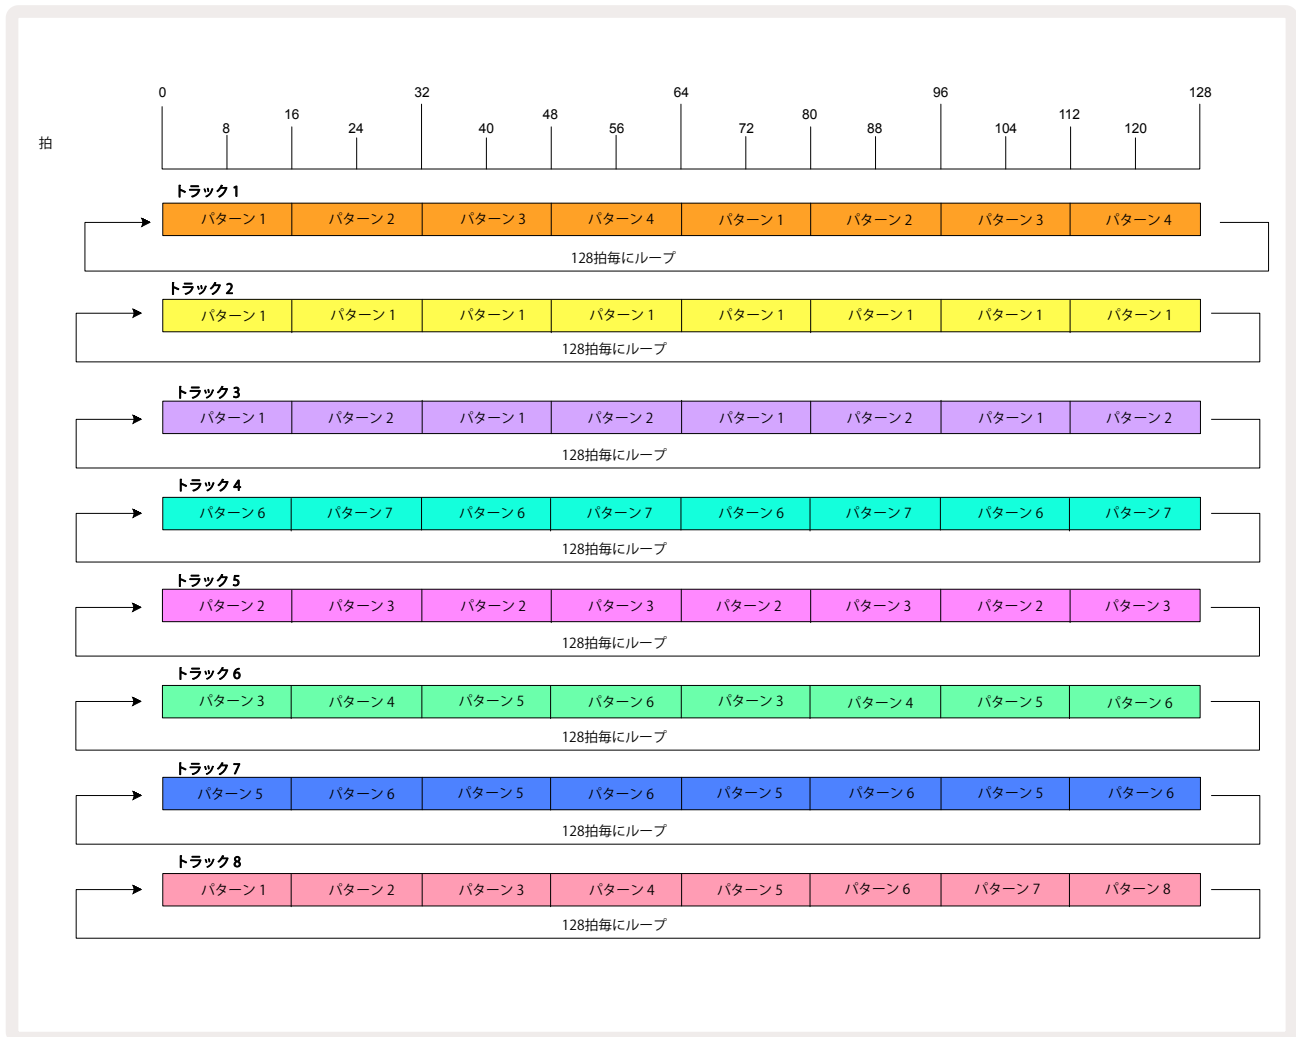 0 32 64 96 128
16 48 80 112
8 24 40 56 72 88 104 120
拍
トラック 1
パターン 1 パターン 2 パターン 3 パターン 4 パターン 1 パターン 2 パターン 3 パターン 4
128拍毎にループ
トラック 2
パターン 1 パターン 1 パターン 1 パターン 1 パターン 1 パターン 1 パターン 1 パターン 1
128拍毎にループ
トラック 3
パターン 1 パターン 2 パターン 1 パターン 2 パターン 1 パターン 2 パターン 1 パターン 2
128拍毎にループ
トラック 4
パターン 6 パターン 7 パターン 6 パターン 7 パターン 6 パターン 7 パターン 6 パターン 7
128拍毎にループ
トラック 5
パターン 2 パターン 3 パターン 2 パターン 3 パターン 2 パターン 3 パターン 2 パターン 3
128拍毎にループ
トラック 6
パターン 3 パターン 4 パターン 5 パターン 6 パターン 3 パターン 4 パターン 5 パターン 6
128拍毎にループ
トラック 7
パターン 5 パターン 6 パターン 5 パターン 6 パターン 5 パターン 6 パターン 5 パターン 6
128拍毎にループ
トラック 8
パターン 1 パターン 2 パターン 3 パターン 4 パターン 5 パターン 6 パターン 7 パターン 8
128拍毎にループ